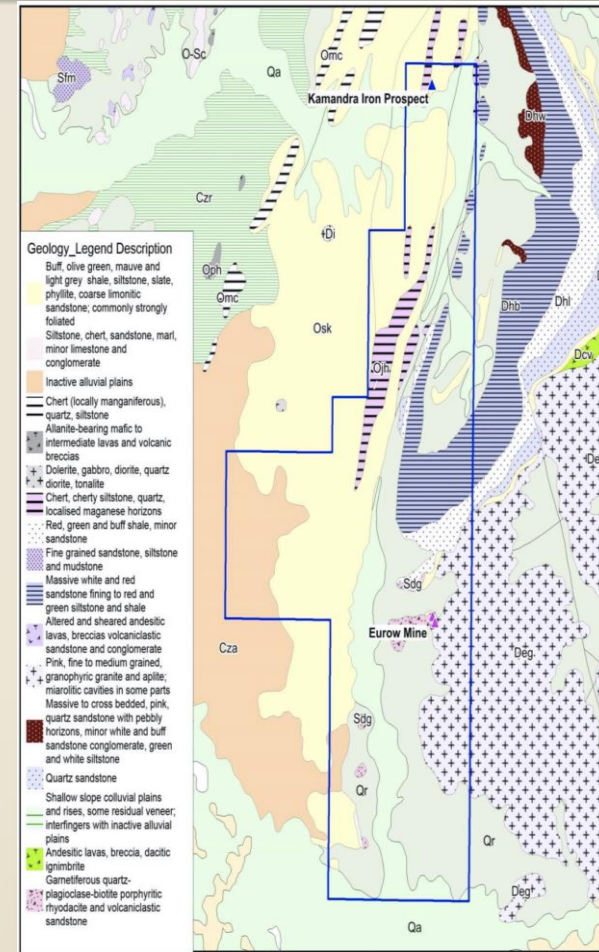 O-Sc
Omc
Sfm
Qa
Kamandra Iron Prospect
Dhw
Czr
Di
Geology_Legend Description
Buff, olive green, mauve and
light grey shale, siltstone, slate,
phyllite, coarse limonitic
sandstone; commonly strongly
foliated
Siltstone, chert, sandstone, marl,
minor limestone and
conglomerate
Inactive alluvial plains
Chert (locally manganiferous),
quartz, siltstone
Allanite-bearing mafic to
intermediate lavas and volcanic
breccias
Dolerite, gabbro, diorite, quartz
diorite, tonalite
Chert, cherty siltstone, quartz,
localised maganese horizons
Red, green and buff shale, minor
sandstone
Fine grained sandstone, siltstone
and mudstone
Massive white and red
sandstone fining to red and
green siltstone and shale
Altered and sheared andesitic
lavas, breccias volcaniclastic
sandstone and conglomerate
Pink, fine to medium grained,
granophyric granite and aplite;
miarolitic cavities in some parts
Massive to cross bedded, pink,
quartz sandstone with pebbly
horizons, minor white and buff
sandstone conglomerate, green
and white siltstone
Quartz sandstone
Shallow slope colluvial plains
and rises, some residual veneer;
interfingers with inactive alluvial
plains
Andesitic lavas, breccia, dacitic
ignimbrite
Garnetiferous quartz-
plagioclase-biotite porphyritic
rhyodacite and volcaniclastic
sandstone
Oph
Omc
Osk
Dhb
Dhl
Dcv
Ojh
De
Sdg
Eurow Mine
Cza
Deg
Sdg
Qr
Qr
Deg
Qa